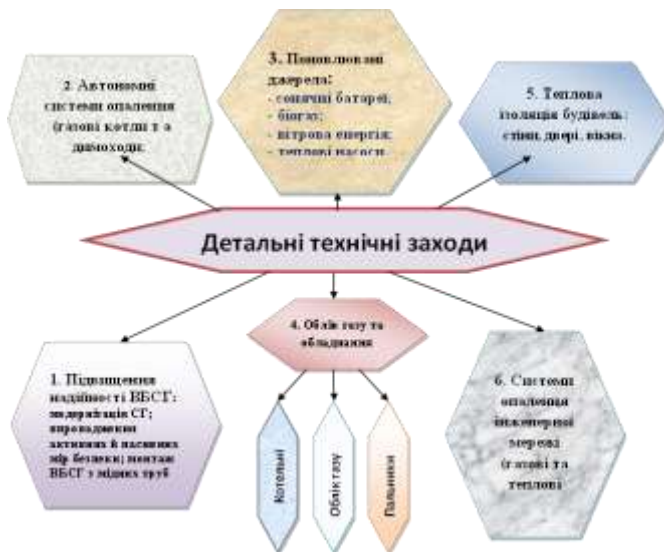 2. Автономні
системи опалення
(газові котли та
димоходи.
3. Поновлювані
джерела:
- сонячні батареї;
- біогаз;
- вітрова енергія;
- теплові насоси
5. Теплова
ізоляція будівель:
стіни, двері, вікна.
Детальні технічні заходи
1. Підвищення
надійності ВБСГ:
модернізація СГ;
впровадження
активних й пасивних
мір безпеки; монтаж
ВБСГ з мідних труб
4. Облік газу та
обладнання
Котельні
Облік газу
Пальники
6. Системи
опалення
інженерної
мережі
(газові та
теплові